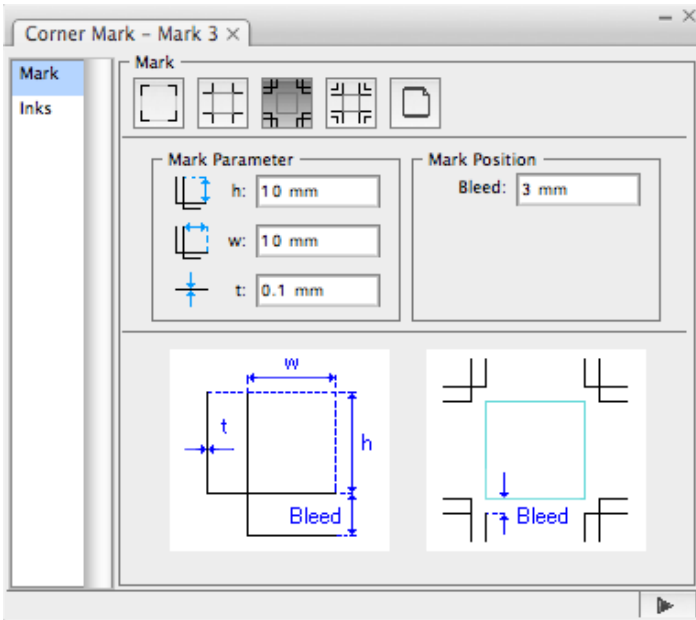 Corner Mark – Mark 3 ×
Mark
Inks
Mark
Mark Parameter
h: 10 mm
w: 10 mm
t: 0.1 mm
Mark Position
Bleed: 3 mm
w
t
h
Bleed
Bleed